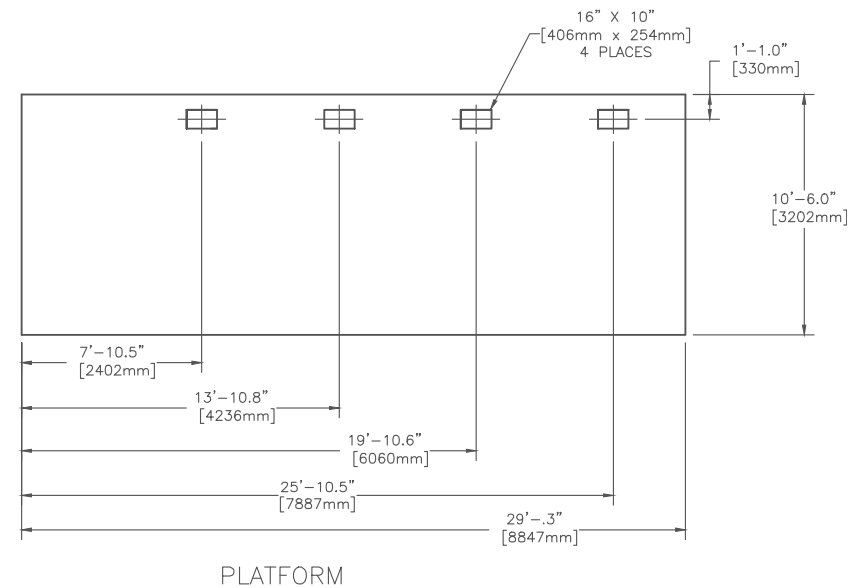 16” X 10”
[406mm x 254mm]
4 PLACES
1’–1.0”
[330mm]
10’–6.0”
[3202mm]
7’–10.5”
[2402mm]
13’–10.8”
[4236mm]
19’–10.6”
[6060mm]
25’–10.5”
[7887mm]
29’–.3”
[8847mm]
PLATFORM